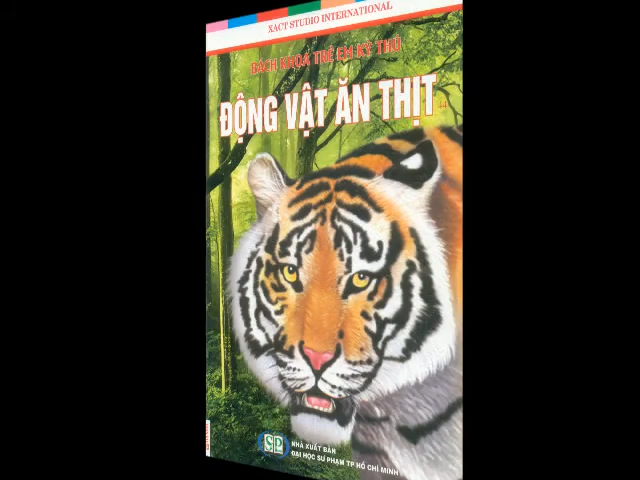 XACT STUDIO INTERNATIONAL
BÁCH KHOA TRẺ EM KỲ THÚ
ĐỘNG VẬT ĂN THỊT
SP
NHÀ XUẤT BẢN
ĐẠI HỌC SƯ PHẠM TP HỒ CHÍ MINH